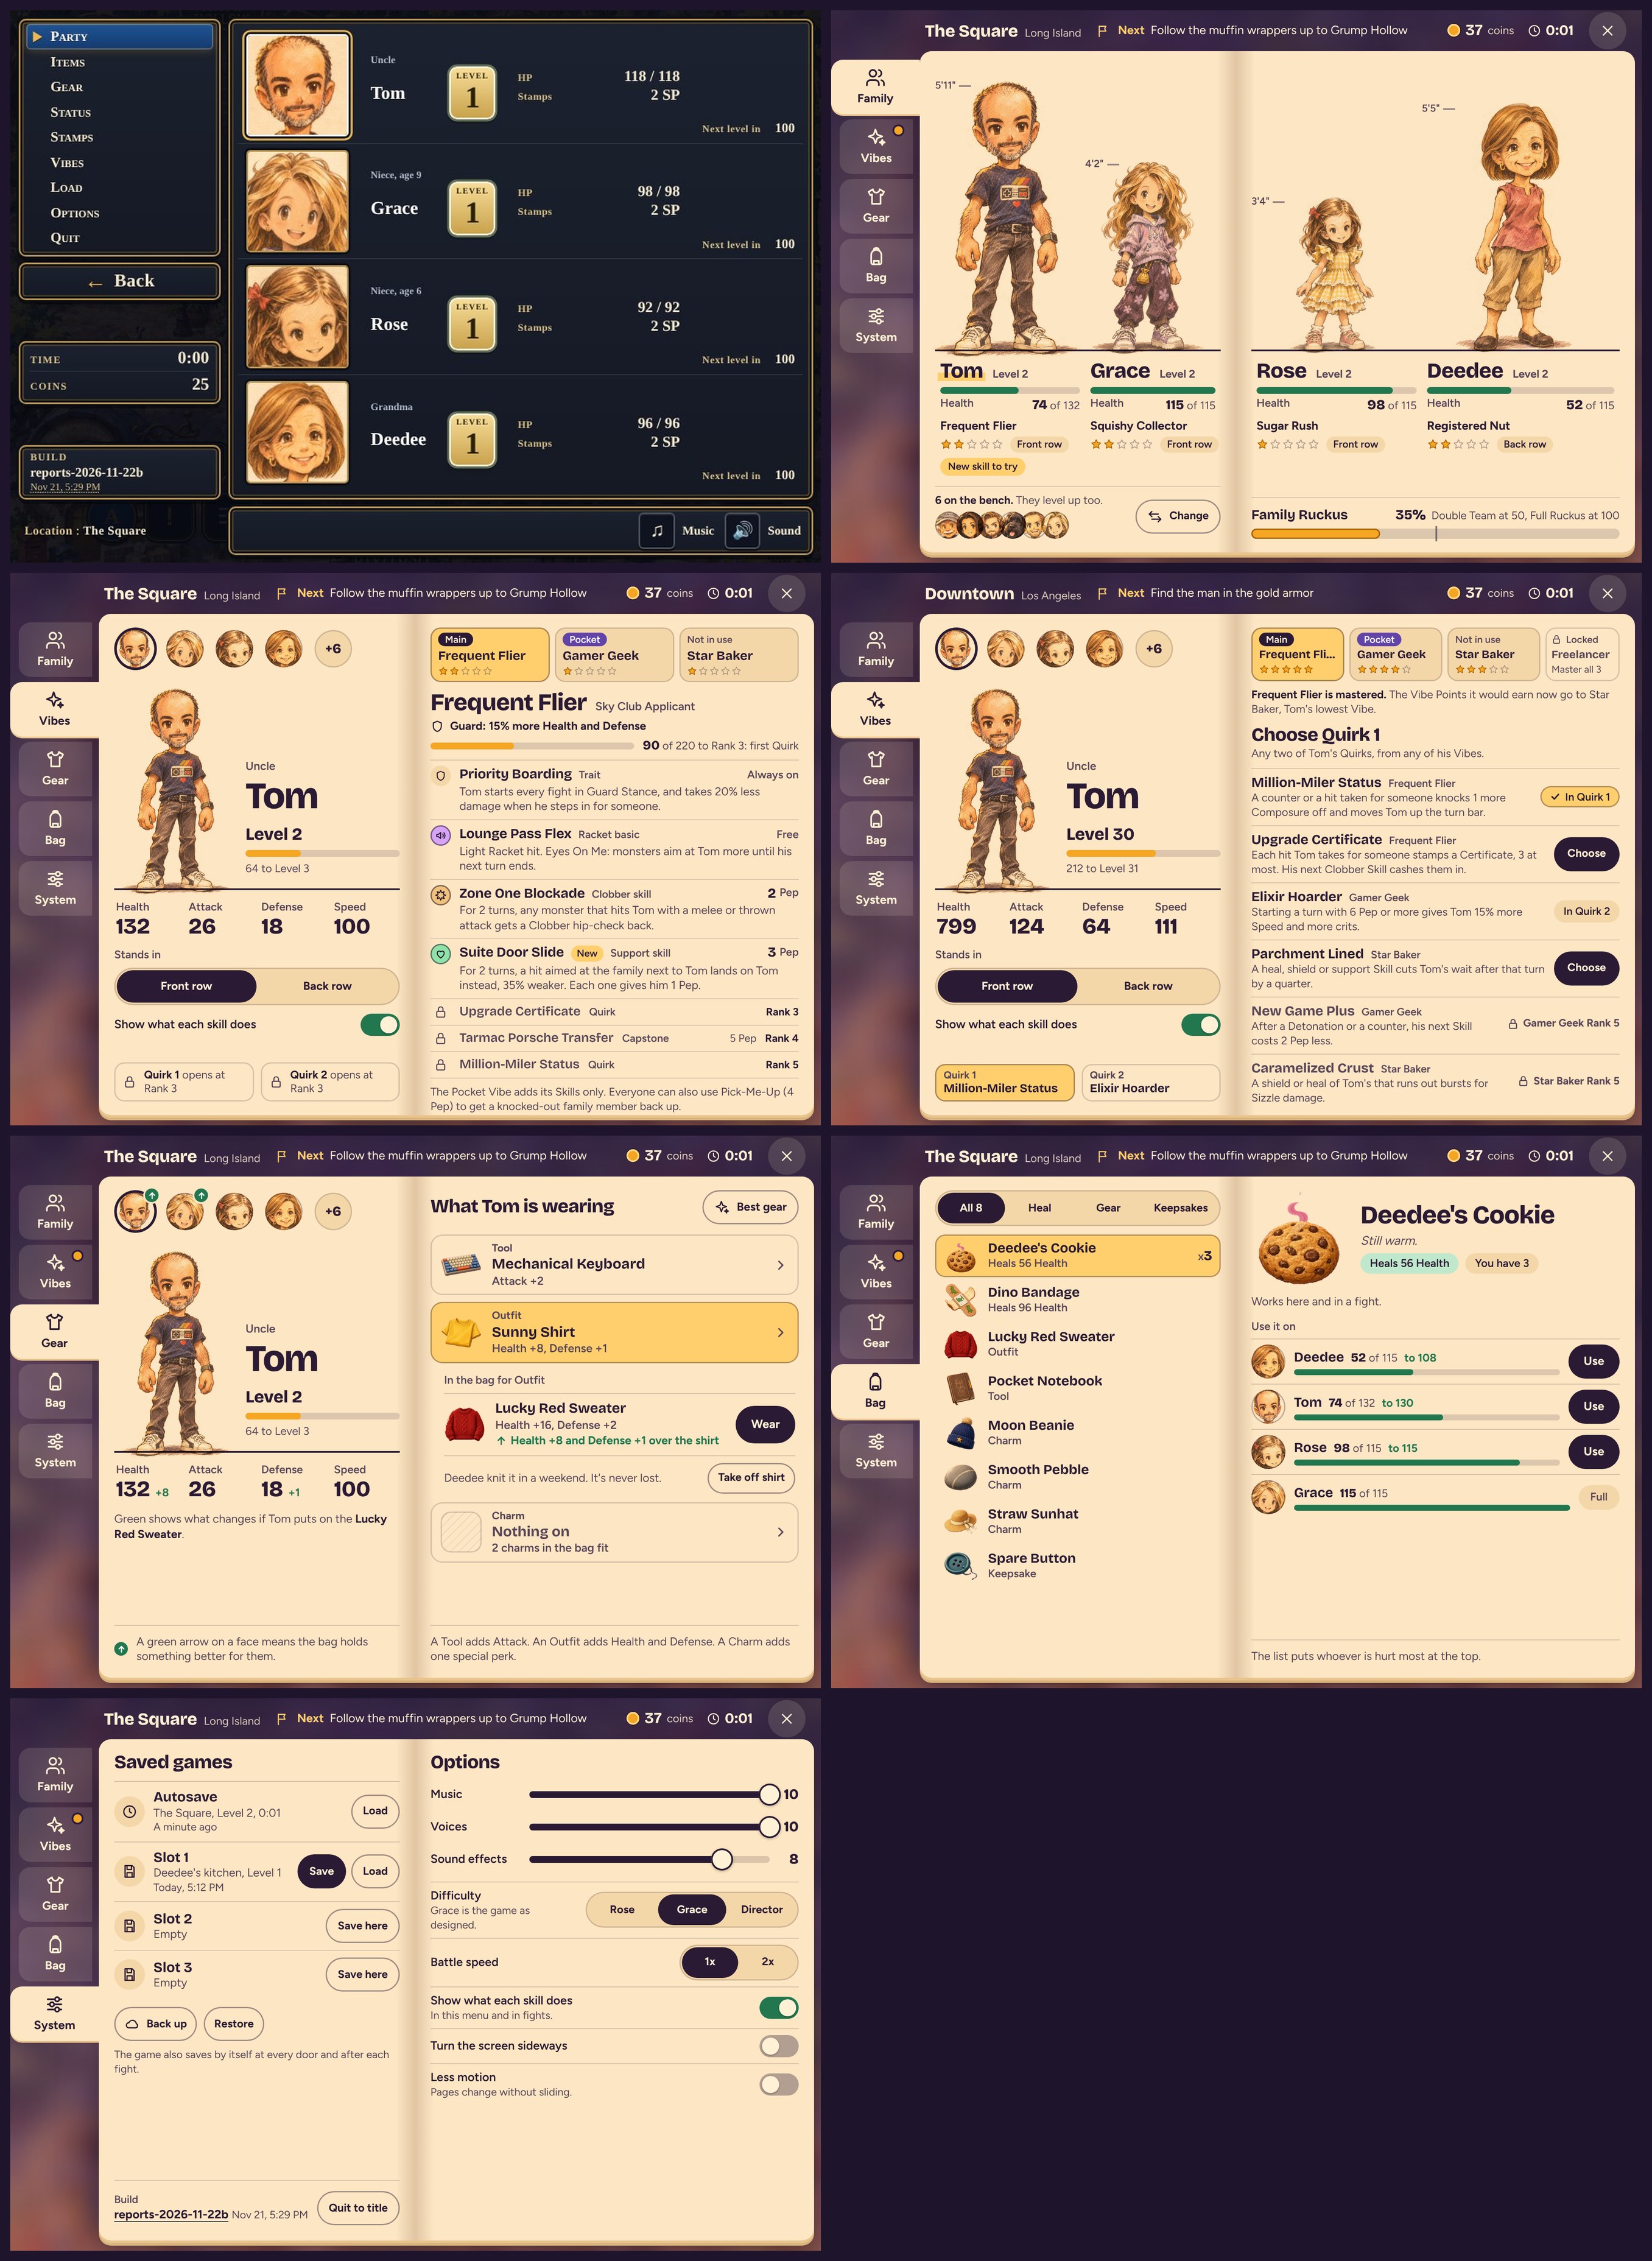 Party
Items
Gear
Status
Stamps
Vibes
Load
Options
Quit
← Back
TIME 0:00
COINS 25
BUILD
reports-2026-11-22b
Nov 21, 5:29 PM
Location : The Square
Uncle
Tom
LEVEL
1
HP 118 / 118
Stamps 2 SP
Next level in 100
Niece, age 9
Grace
LEVEL
1
HP 98 / 98
Stamps 2 SP
Next level in 100
Niece, age 6
Rose
LEVEL
1
HP 92 / 92
Stamps 2 SP
Next level in 100
Grandma
Deedee
LEVEL
1
HP 96 / 96
Stamps 2 SP
Next level in 100
Music Sound
The Square Long Island Next Follow the muffin wrappers up to Grump Hollow 37 coins 0:01
Family
Vibes
Gear
Bag
System
5'11"
4'2"
3'4"
5'5"
Tom Level 2
Health 74 of 132
Frequent Flier
Front row
New skill to try
Grace Level 2
Health 115 of 115
Squishy Collector
Front row
6 on the bench. They level up too.
Change
Rose Level 2
Health 98 of 115
Sugar Rush
Front row
Deedee Level 2
Health 52 of 115
Registered Nut
Back row
Family Ruckus 35% Double Team at 50, Full Ruckus at 100
The Square Long Island Next Follow the muffin wrappers up to Grump Hollow 37 coins 0:01
Family
Vibes
Gear
Bag
System
+6
Uncle
Tom
Level 2
64 to Level 3
Health Attack Defense Speed
132 26 18 100
Stands in
Front row Back row
Show what each skill does
Quirk 1 opens at
Rank 3
Quirk 2 opens at
Rank 3
Main
Frequent Flier
Pocket
Gamer Geek
Not in use
Star Baker
Frequent Flier Sky Club Applicant
Guard: 15% more Health and Defense
90 of 220 to Rank 3: first Quirk
Priority Boarding Trait Always on
Tom starts every fight in Guard Stance, and takes 20% less
damage when he steps in for someone.
Lounge Pass Flex Racket basic Free
Light Racket hit. Eyes On Me: monsters aim at Tom more until his
next turn ends.
Zone One Blockade Clobber skill 2 Pep
For 2 turns, any monster that hits Tom with a melee or thrown
attack gets a Clobber hip-check back.
Suite Door Slide New Support skill 3 Pep
For 2 turns, a hit aimed at the family next to Tom lands on Tom
instead, 35% weaker. Each one gives him 1 Pep.
Upgrade Certificate Quirk Rank 3
Tarmac Porsche Transfer Capstone 5 Pep Rank 4
Million-Miler Status Quirk Rank 5
The Pocket Vibe adds its Skills only. Everyone can also use Pick-Me-Up (4
Pep) to get a knocked-out family member back up.
Downtown Los Angeles Next Find the man in the gold armor 37 coins 0:01
Family
Vibes
Gear
Bag
System
+6
Uncle
Tom
Level 30
212 to Level 31
Health Attack Defense Speed
799 124 64 111
Stands in
Front row Back row
Show what each skill does
Quirk 1
Million-Miler Status
Quirk 2
Elixir Hoarder
Main
Frequent Fli...
Pocket
Gamer Geek
Not in use
Star Baker
Locked
Freelancer
Master all 3
Frequent Flier is mastered. The Vibe Points it would earn now go to Star
Baker, Tom's lowest Vibe.
Choose Quirk 1
Any two of Tom's Quirks, from any of his Vibes.
Million-Miler Status Frequent Flier
A counter or a hit taken for someone knocks 1 more
Composure off and moves Tom up the turn bar.
In Quirk 1
Upgrade Certificate Frequent Flier
Each hit Tom takes for someone stamps a Certificate, 3 at
most. His next Clobber Skill cashes them in.
Choose
Elixir Hoarder Gamer Geek
Starting a turn with 6 Pep or more gives Tom 15% more
Speed and more crits.
In Quirk 2
Parchment Lined Star Baker
A heal, shield or support Skill cuts Tom's wait after that turn
by a quarter.
Choose
New Game Plus Gamer Geek
After a Detonation or a counter, his next Skill
costs 2 Pep less.
Gamer Geek Rank 5
Caramelized Crust Star Baker
A shield or heal of Tom's that runs out bursts for
Sizzle damage.
Star Baker Rank 5
The Square Long Island Next Follow the muffin wrappers up to Grump Hollow 37 coins 0:01
Family
Vibes
Gear
Bag
System
+6
Uncle
Tom
Level 2
64 to Level 3
Health Attack Defense Speed
132 +8 26 18 +1 100
Green shows what changes if Tom puts on the Lucky
Red Sweater.
A green arrow on a face means the bag holds
something better for them.
What Tom is wearing
Best gear
Tool
Mechanical Keyboard
Attack +2
Outfit
Sunny Shirt
Health +8, Defense +1
In the bag for Outfit
Lucky Red Sweater
Health +16, Defense +2
↑ Health +8 and Defense +1 over the shirt
Wear
Deedee knit it in a weekend. It's never lost.
Take off shirt
Charm
Nothing on
2 charms in the bag fit
A Tool adds Attack. An Outfit adds Health and Defense. A Charm adds
one special perk.
The Square Long Island Next Follow the muffin wrappers up to Grump Hollow 37 coins 0:01
Family
Vibes
Gear
Bag
System
All 8 Heal Gear Keepsakes
Deedee's Cookie
Heals 56 Health
x3
Dino Bandage
Heals 96 Health
Lucky Red Sweater
Outfit
Pocket Notebook
Tool
Moon Beanie
Charm
Smooth Pebble
Charm
Straw Sunhat
Charm
Spare Button
Keepsake
Deedee's Cookie
Still warm.
Heals 56 Health You have 3
Works here and in a fight.
Use it on
Deedee 52 of 115 to 108
Use
Tom 74 of 132 to 130
Use
Rose 98 of 115 to 115
Use
Grace 115 of 115
Full
The list puts whoever is hurt most at the top.
The Square Long Island Next Follow the muffin wrappers up to Grump Hollow 37 coins 0:01
Family
Vibes
Gear
Bag
System
Saved games
Autosave
The Square, Level 2, 0:01
A minute ago
Load
Slot 1
Deedee's kitchen, Level 1
Today, 5:12 PM
Save Load
Slot 2
Empty
Save here
Slot 3
Empty
Save here
Back up Restore
The game also saves by itself at every door and after each
fight.
Build
reports-2026-11-22b Nov 21, 5:29 PM
Quit to title
Options
Music 10
Voices 10
Sound effects 8
Difficulty
Grace is the game as
designed.
Rose Grace Director
Battle speed 1x 2x
Show what each skill does
In this menu and in fights.
Turn the screen sideways
Less motion
Pages change without sliding.